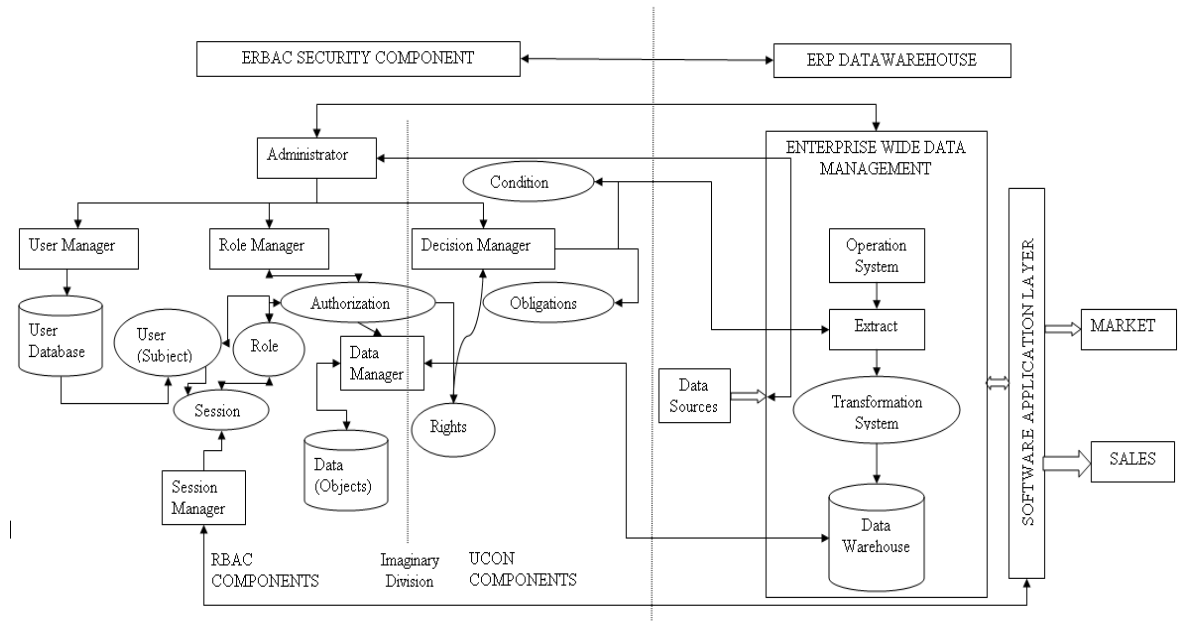 ERBAC SECURITY COMPONENT
ERP DATAWAREHOUSE
Administrator
ENTERPRISE WIDE DATA
MANAGEMENT
Condition
User Manager
Role Manager
Decision Manager
Operation
System
Authorization
Obligations
User
Database
User
(Subject)
Role
Data
Manager
Extract
MARKET
Data
Sources
Transformation
System
Session
Rights
Data
(Objects)
Session
Manager
SALES
Data
Warehouse
SOFTWARE APPLICATION LAYER
RBAC
COMPONENTS
Imaginary
Division
UCON
COMPONENTS